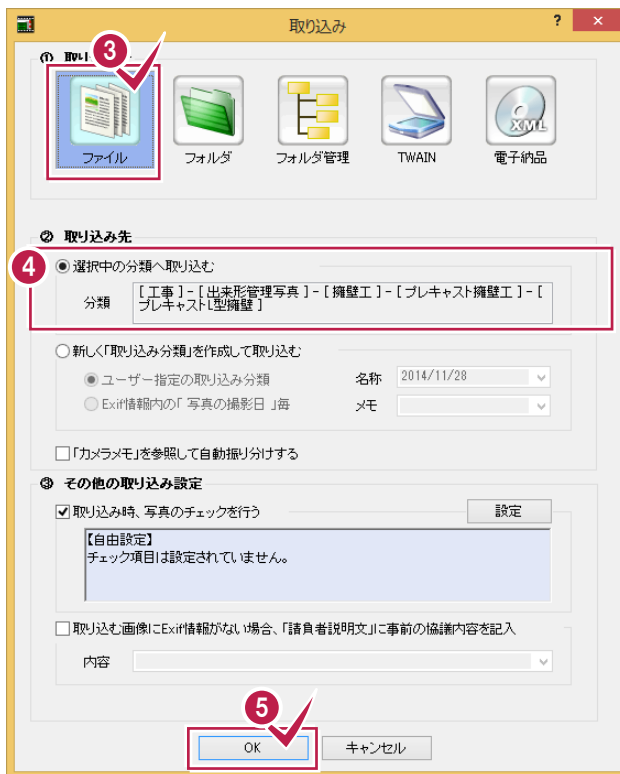 取り込み
?
×
① 取り
3
ファイル
フォルダ
フォルダ管理
TWAIN
XML
電子納品
② 取り込み先
4
選択中の分類へ取り込む
分類
[ 工事 ] - [ 出来形管理写真 ] - [ 擁壁工 ] - [ プレキャスト擁壁工 ] - [
プレキャストL型擁壁 ]
新しく「取り込み分類」を作成して取り込む
ユーザー指定の取り込み分類
名称
2014/11/28
Exif情報内の「 写真の撮影日 」毎
メモ
「カメラメモ」を参照して自動振り分けする
③ その他の取り込み設定
取り込み時、写真のチェックを行う
設定
【自由設定】
チェック項目は設定されていません。
取り込む画像にExif情報がない場合、「請負者説明文」に事前の協議内容を記入
内容
5
OK
キャンセル